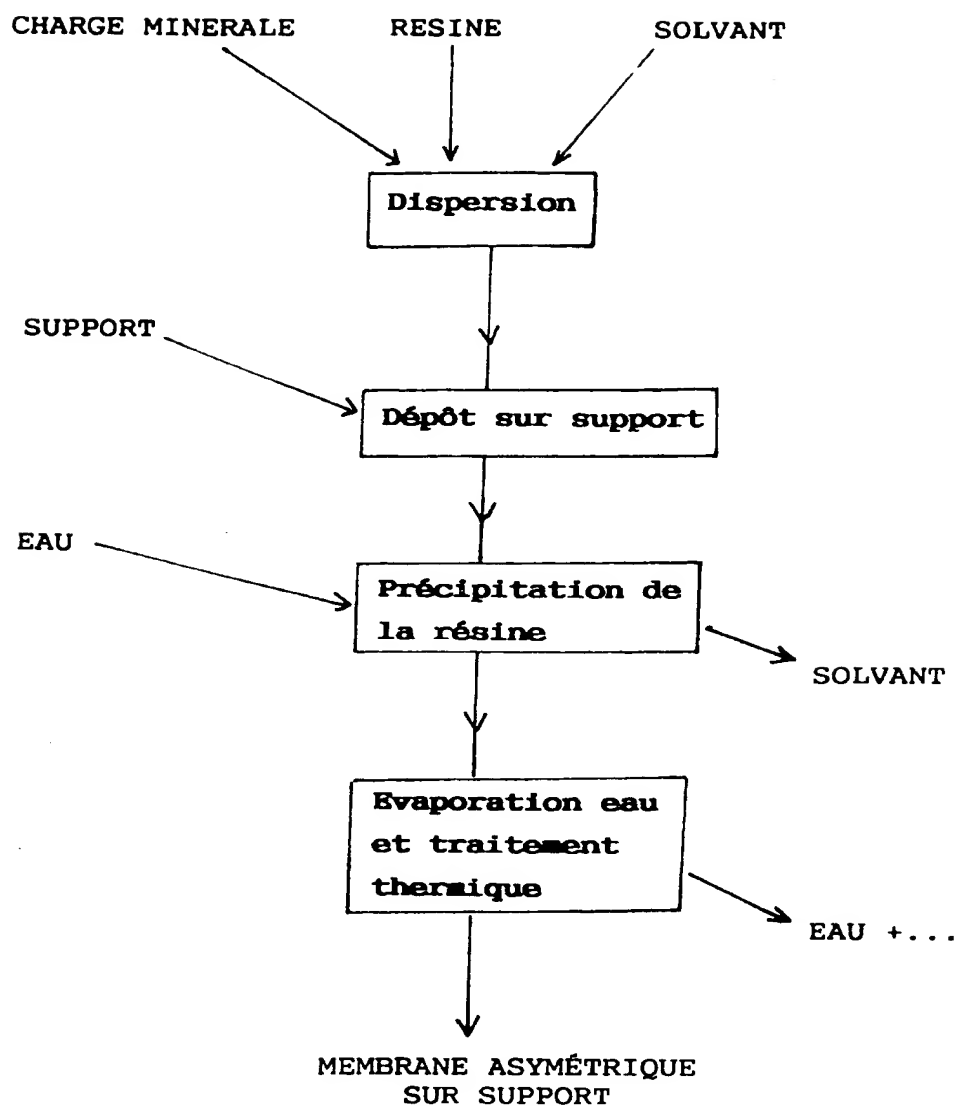 CHARGE MINERALE
RESINE
SOLVANT
Dispersion
SUPPORT
Dépôt sur support
EAU
Précipitation de
la résine
SOLVANT
Evaporation eau
et traitement
thermique
EAU +...
MEMBRANE ASYMÉTRIQUE
SUR SUPPORT